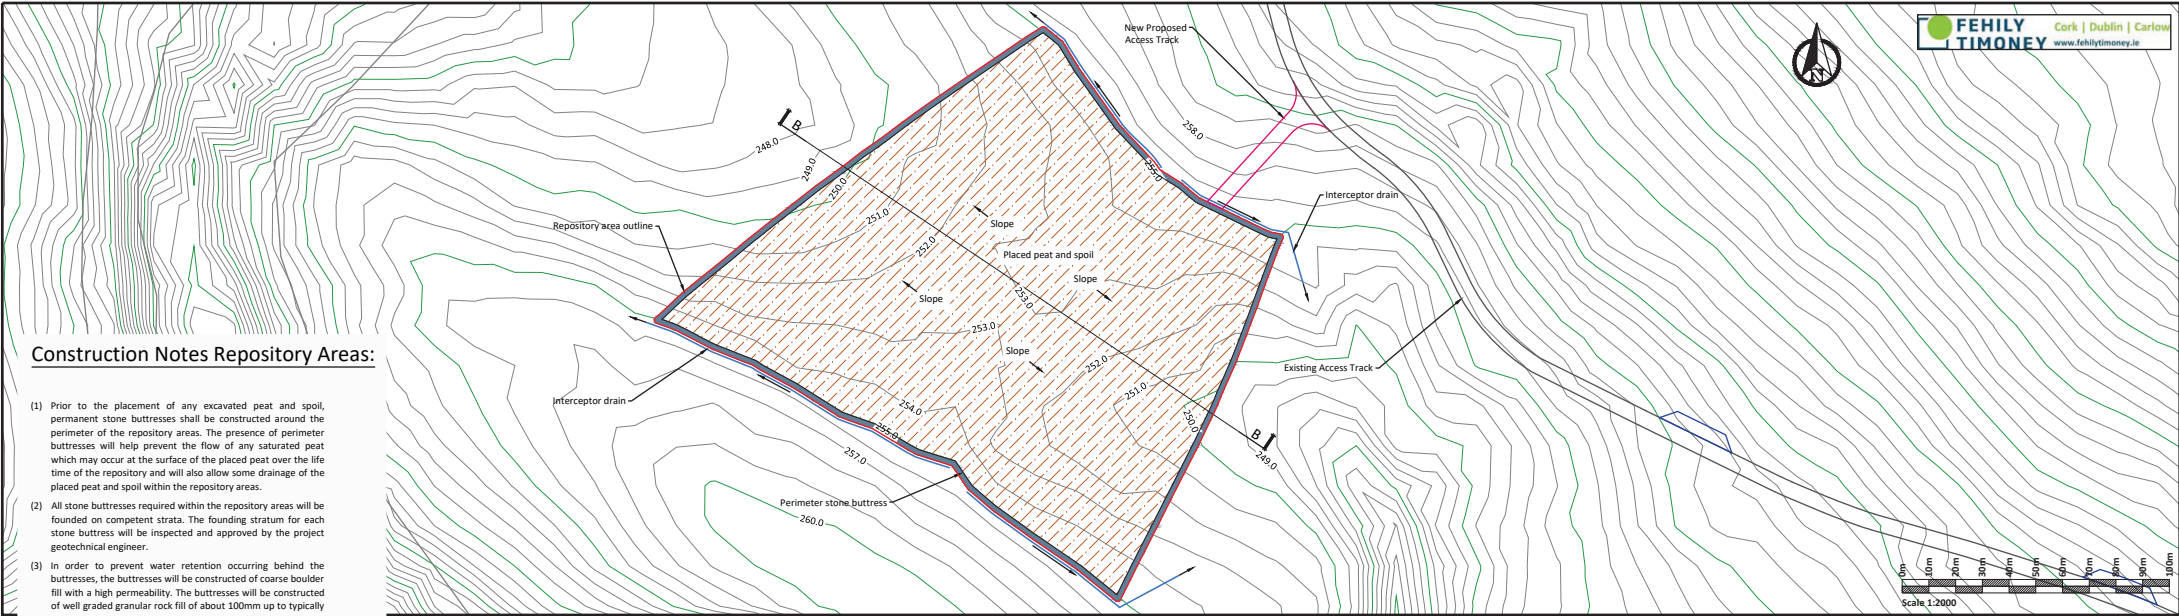 New Proposed
Access Track
FEHILY
TIMONEY
Cork | Dublin | Carlow
www.fehilytimoney.ie
N
B
258.0
248.0
249.0
250.0
255.0
251.0
252.0
Interceptor drain
Repository area outline
Slope
Placed peat and spoil
Slope
Slope
253.0
253.0
Slope
252.0
251.0
250.0
Existing Access Track
Interceptor drain
254.0
255.0
257.0
B
249.0
Perimeter stone buttress
260.0
Construction Notes Repository Areas:
(1) Prior to the placement of any excavated peat and spoil,
permanent stone buttresses shall be constructed around the
perimeter of the repository areas. The presence of perimeter
buttresses will help prevent the flow of any saturated peat
which may occur at the surface of the placed peat over the life
time of the repository and will also allow some drainage of the
placed peat and spoil within the repository areas.
(2) All stone buttresses required within the repository areas will be
founded on competent strata. The founding stratum for each
stone buttress will be inspected and approved by the project
geotechnical engineer.
(3) In order to prevent water retention occurring behind the
buttresses, the buttresses will be constructed of coarse boulder
fill with a high permeability. The buttresses will be constructed
of well graded granular rock fill of about 100mm up to typically
0m 10m 20m 30m 40m 50m 60m 70m 80m 90m 100m
Scale 1:2000